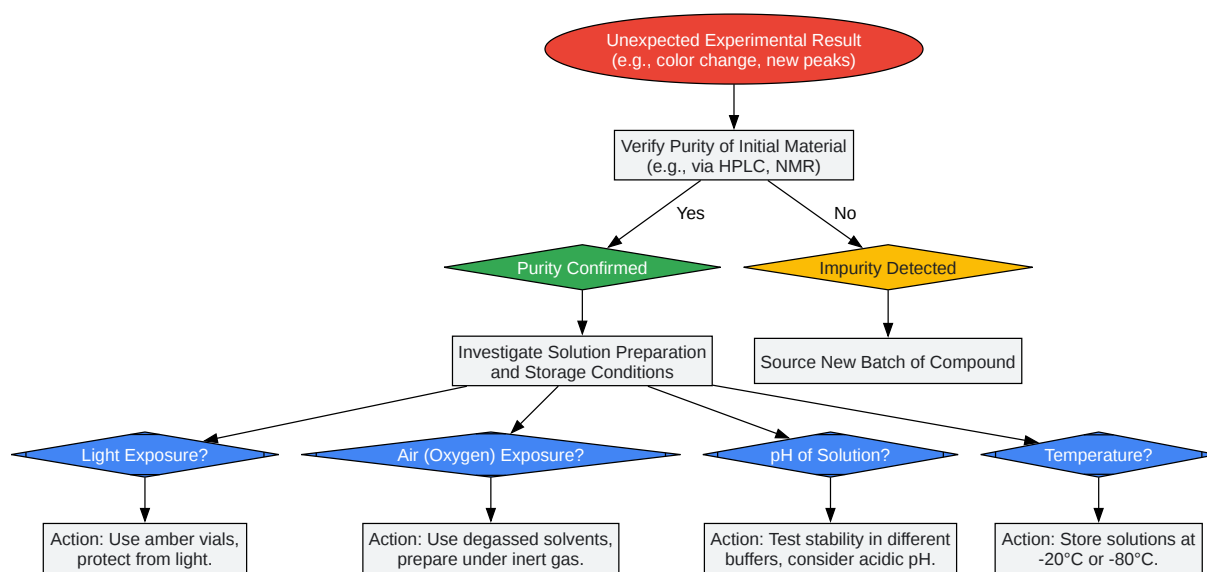 Unexpected Experimental Result
(e.g., color change, new peaks)
Verify Purity of Initial Material
(e.g., via HPLC, NMR)
Yes
No
Purity Confirmed
Impurity Detected
Investigate Solution Preparation
and Storage Conditions
Source New Batch of Compound
Light Exposure?
Air (Oxygen) Exposure?
pH of Solution?
Temperature?
Action: Use amber vials,
protect from light.
Action: Use degassed solvents,
prepare under inert gas.
Action: Test stability in different
buffers, consider acidic pH.
Action: Store solutions at
-20°C or -80°C.